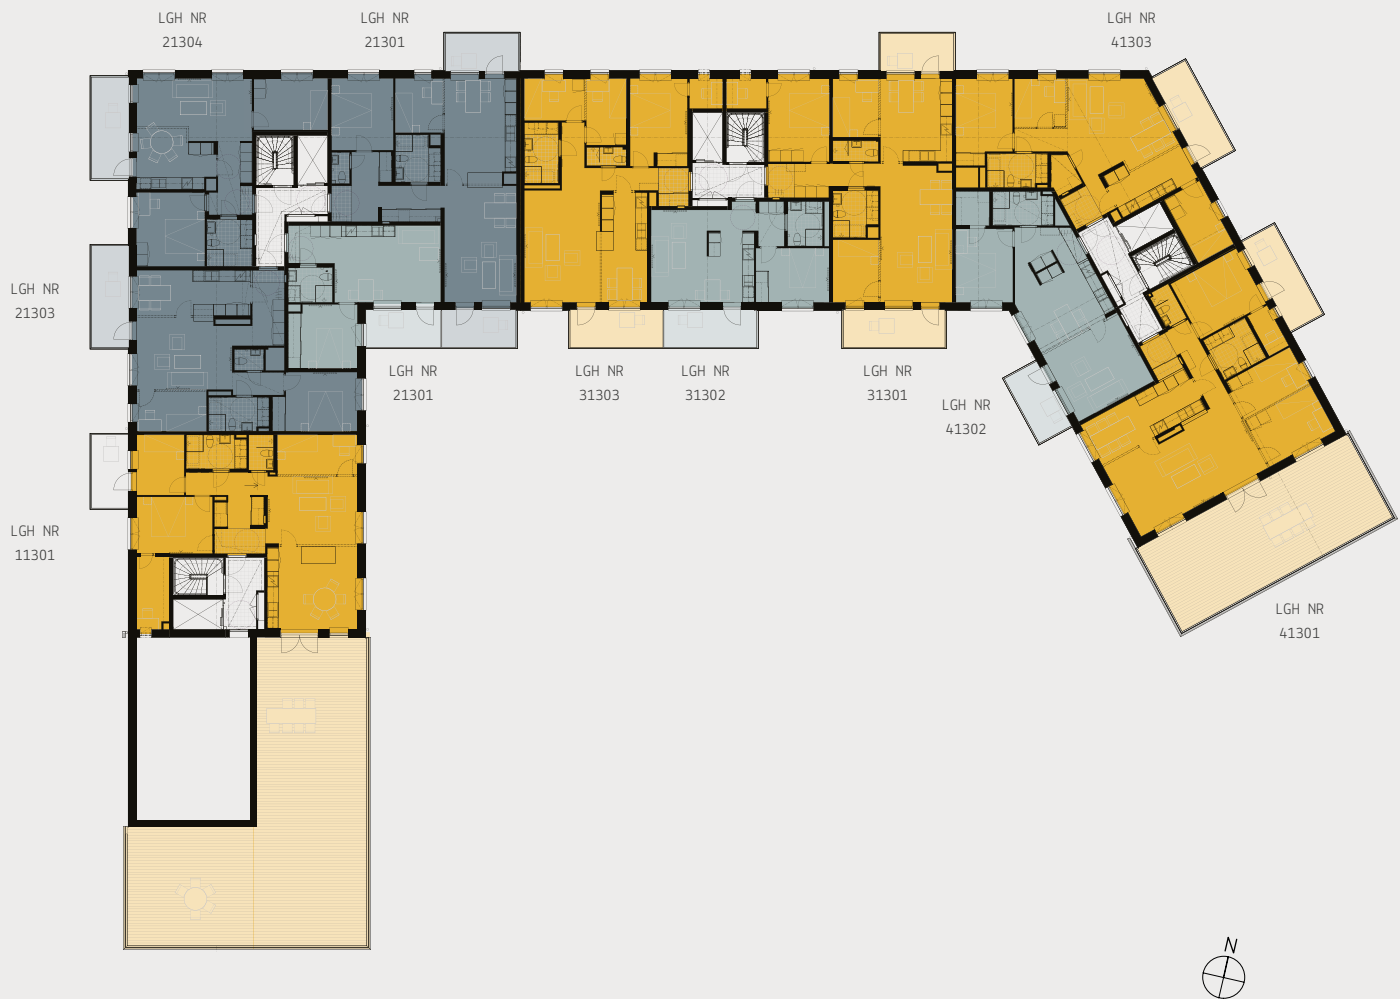 LGH NR
21304
LGH NR
21301
LGH NR
41303
LGH NR
21303
LGH NR
21301
LGH NR
31303
LGH NR
31302
LGH NR
31301
LGH NR
41302
LGH NR
11301
LGH NR
41301
N